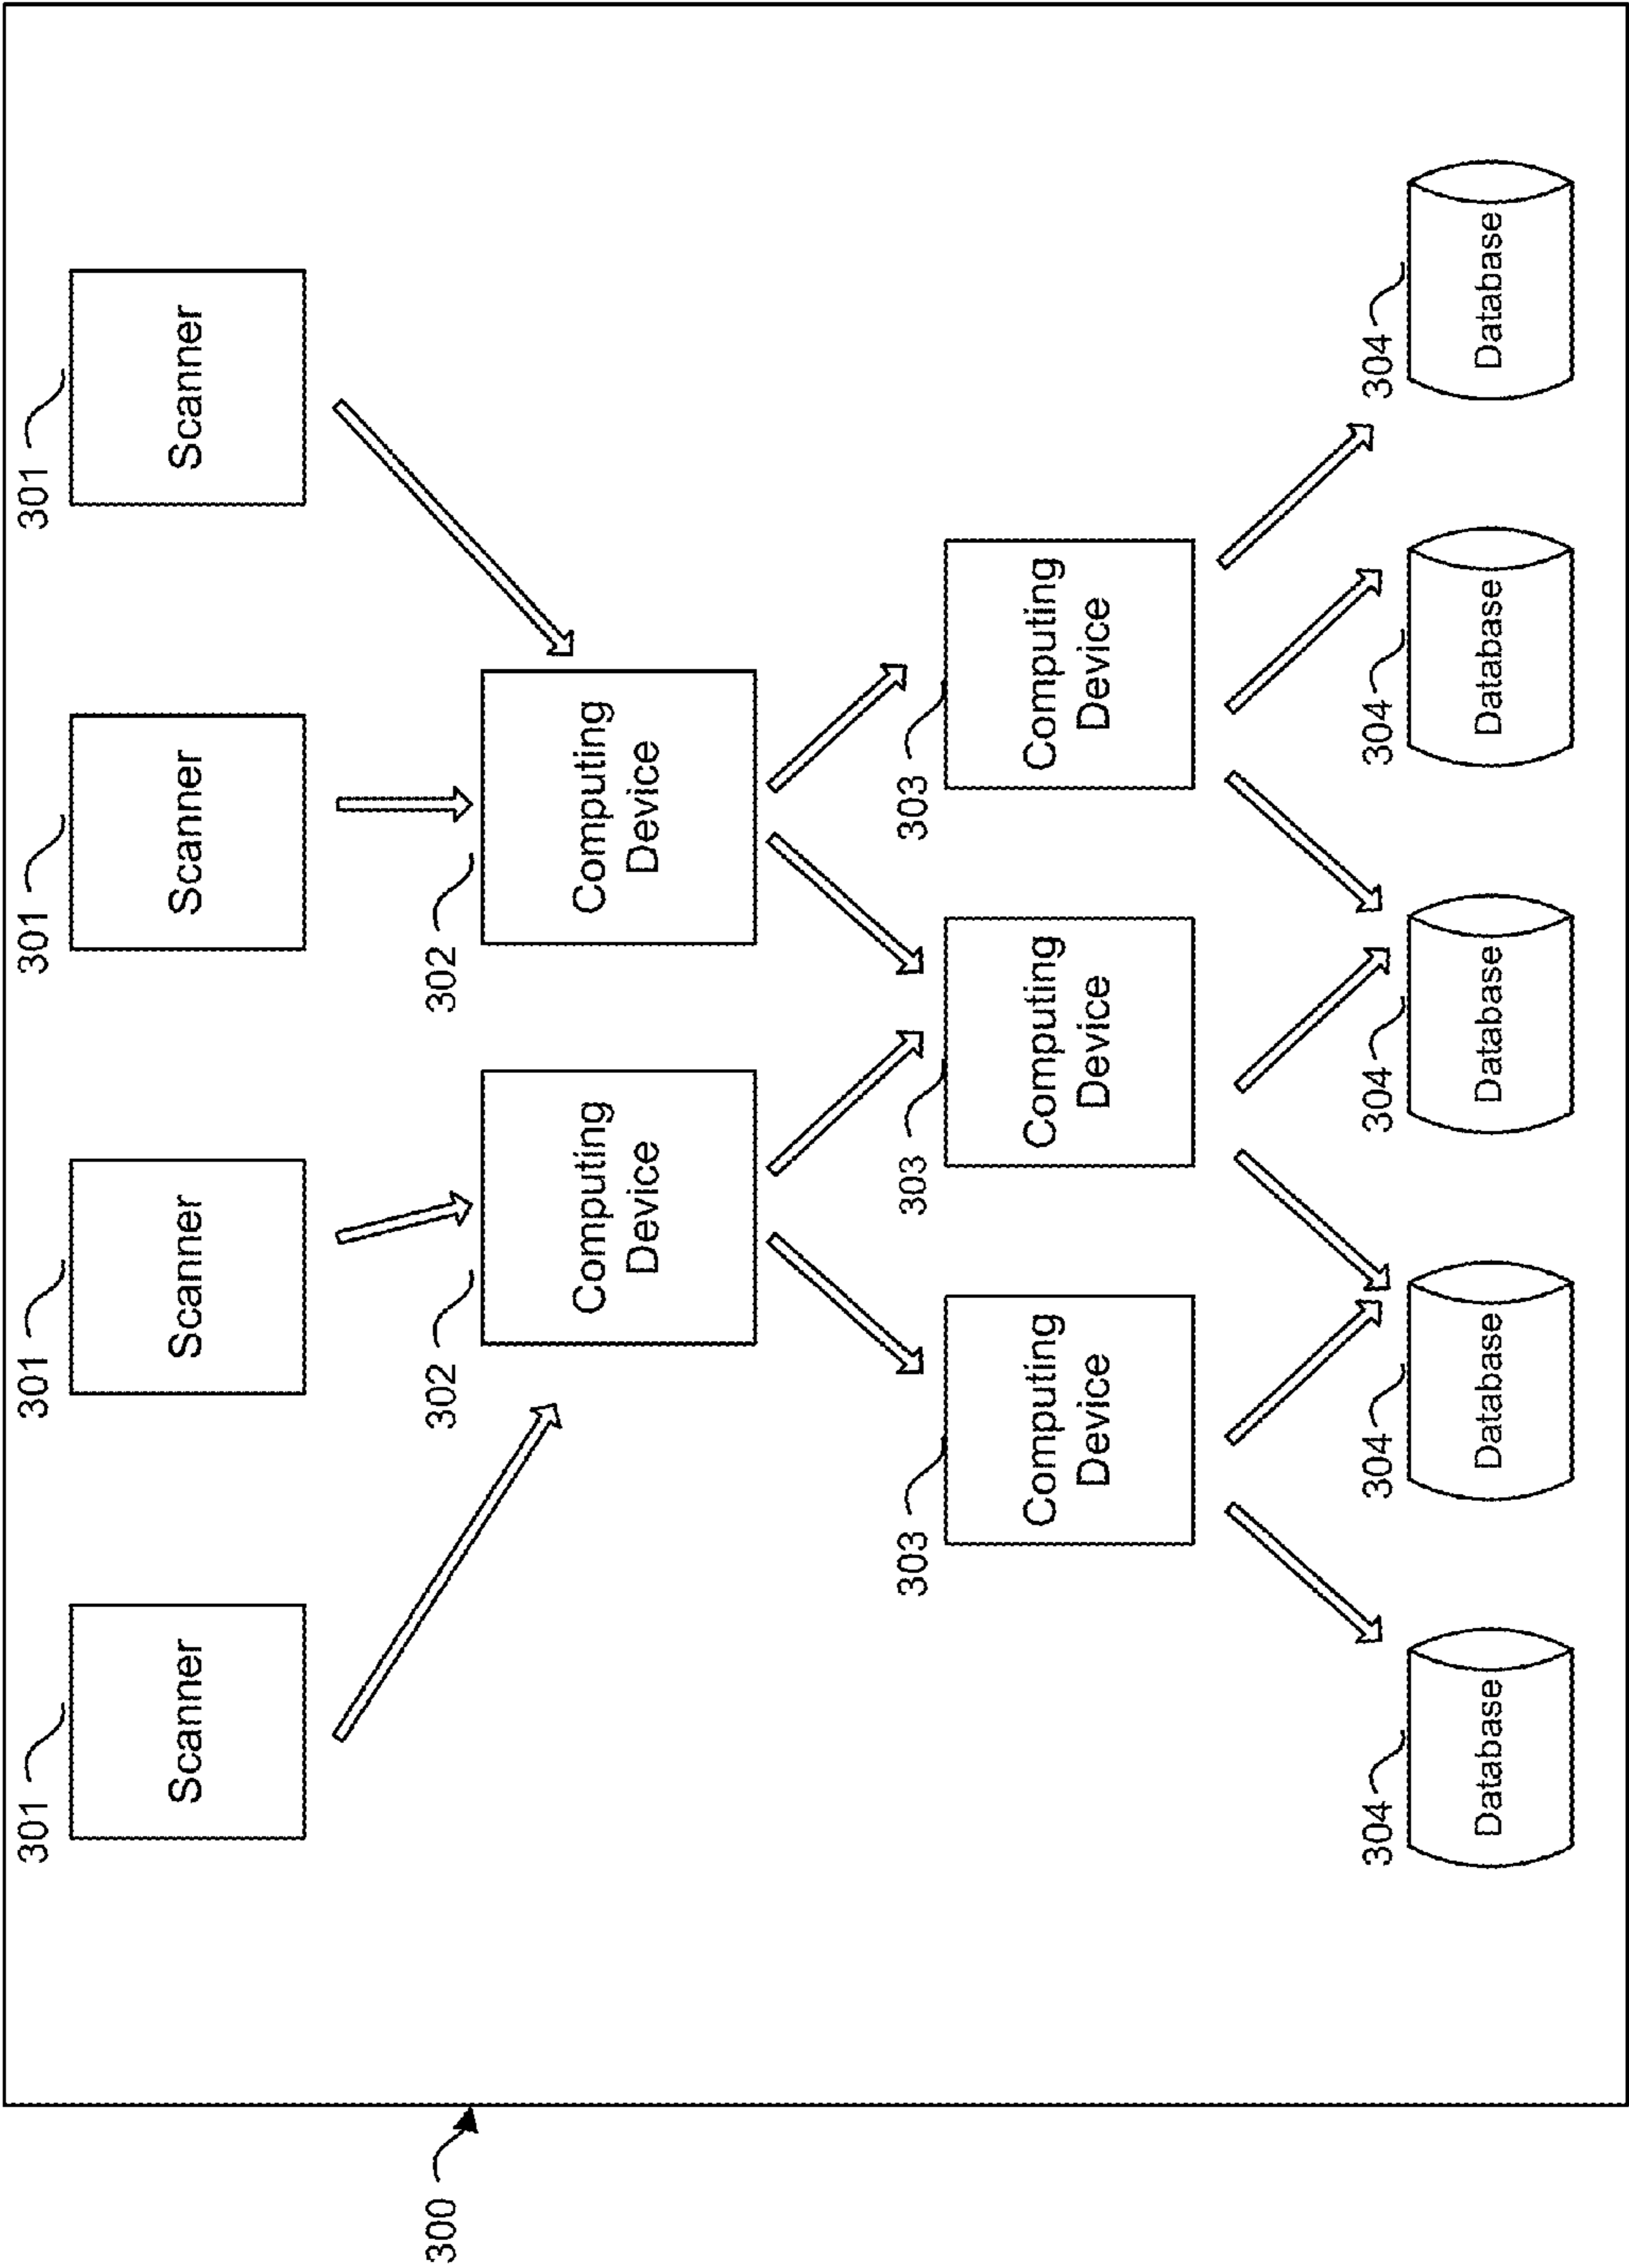 301
301
301
301
Scanner
Scanner
Scanner
Scanner
300
302
302
Computing
Device
Computing
Device
303
303
303
Computing
Device
Computing
Device
Computing
Device
304
304
304
304
304
Database
Database
Database
Database
Database